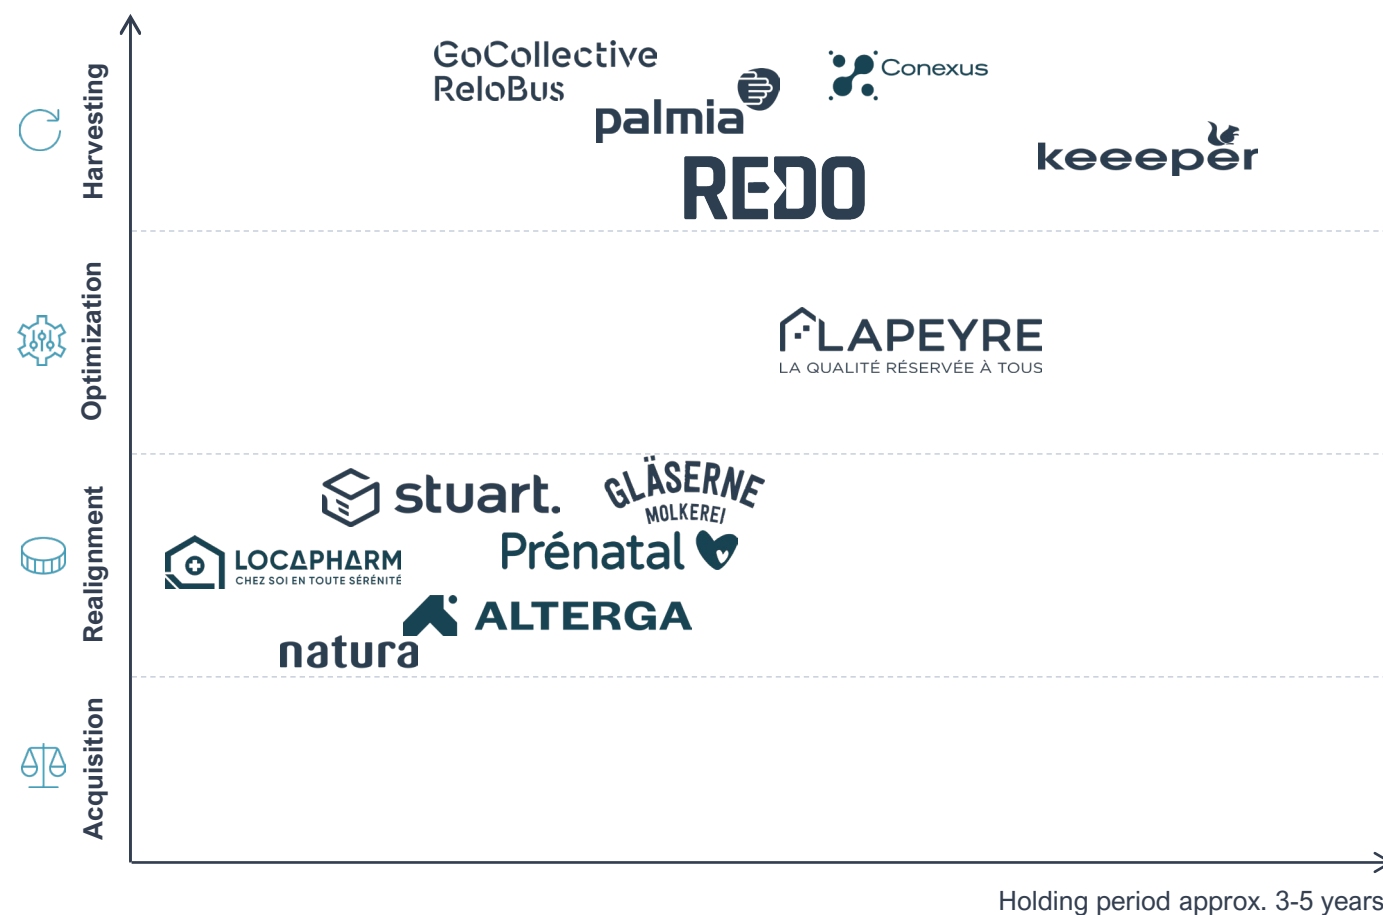 Harvesting
GoCollective
ReloBus
palmia
Conexus
REDO
keeeper
Optimization
LAPEYRE
LA QUALITÉ RÉSERVÉE À TOUS
Realignment
stuart.
GLÄSERNE
MOLKEREI
LOCAPHARM
CHEZ SOI EN TOUTE SÉRÉNITÉ
Prénatal
ALTERGA
natura
Acquisition
Holding period approx. 3-5 years